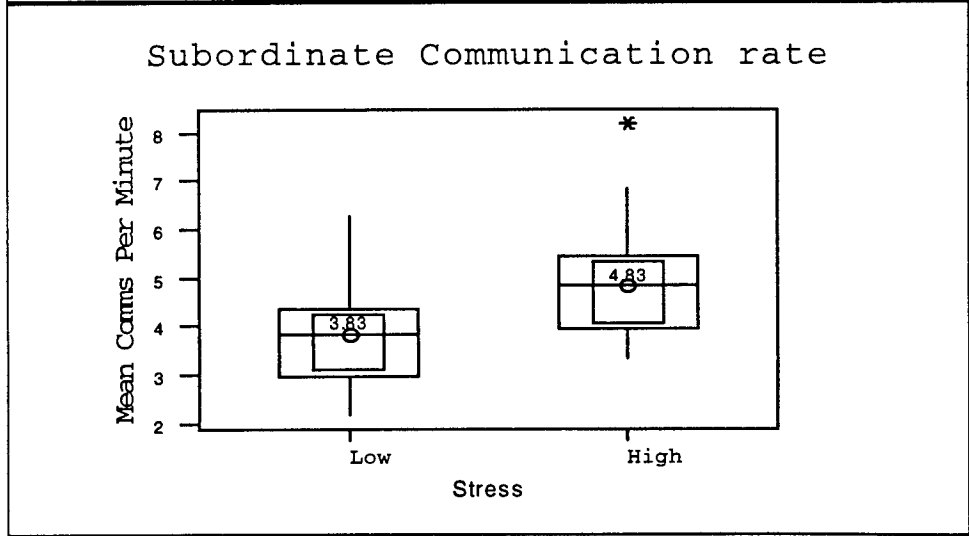 Subordinate Communication rate
Mean Comms Per Minute
8
7
6
5
4
3
2
3.83
4.83
Low
High
Stress